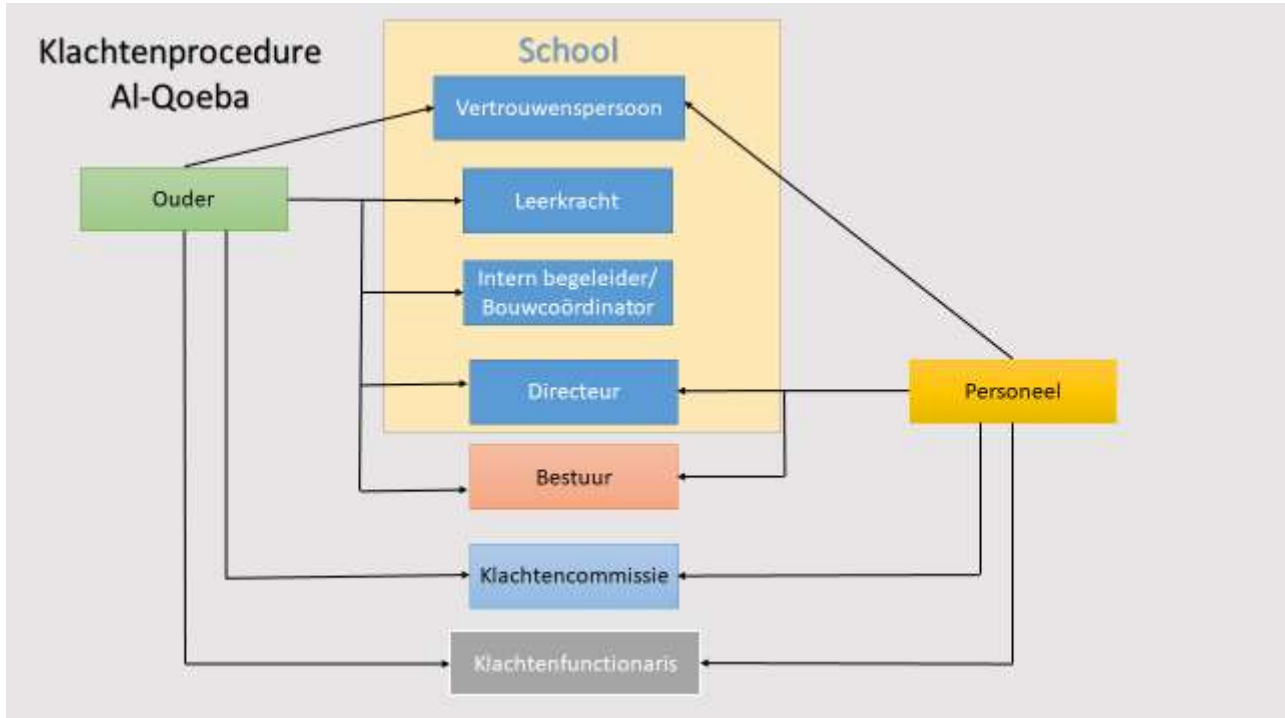 Klachtenprocedure
Al-Qoeba
School
Vertrouwenspersoon
Ouder
Leerkracht
Intern begeleider/
Bouwcoördinator
Directeur
Personeel
Bestuur
Klachtencommissie
Klachtenfunctionaris